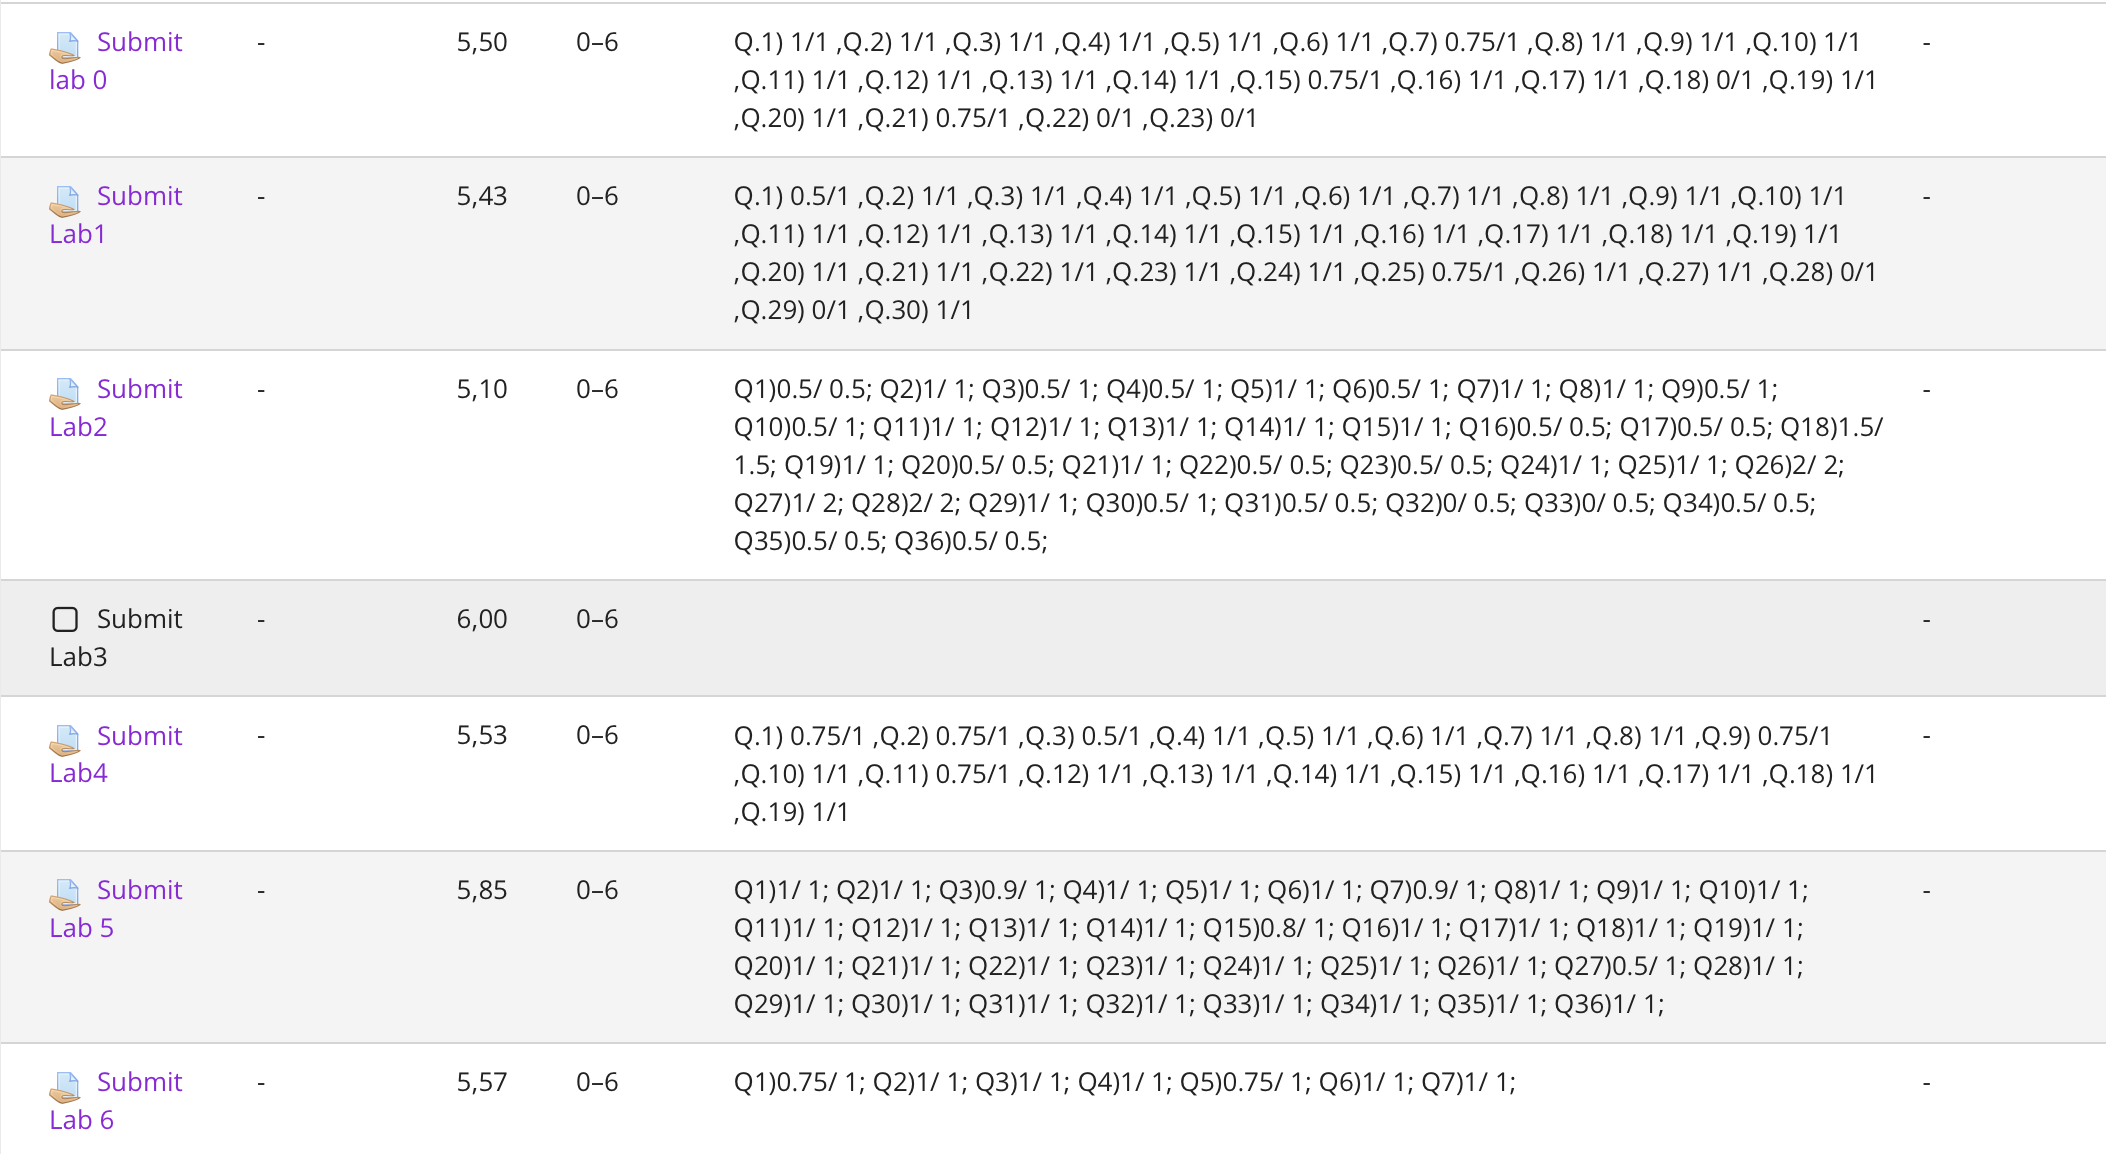 Submit - 5,50 0–6 Q.1) 1/1 ,Q.2) 1/1 ,Q.3) 1/1 ,Q.4) 1/1 ,Q.5) 1/1 ,Q.6) 1/1 ,Q.7) 0.75/1 ,Q.8) 1/1 ,Q.9) 1/1 ,Q.10) 1/1 -
lab 0 ,Q.11) 1/1 ,Q.12) 1/1 ,Q.13) 1/1 ,Q.14) 1/1 ,Q.15) 0.75/1 ,Q.16) 1/1 ,Q.17) 1/1 ,Q.18) 0/1 ,Q.19) 1/1
,Q.20) 1/1 ,Q.21) 0.75/1 ,Q.22) 0/1 ,Q.23) 0/1
Submit - 5,43 0–6 Q.1) 0.5/1 ,Q.2) 1/1 ,Q.3) 1/1 ,Q.4) 1/1 ,Q.5) 1/1 ,Q.6) 1/1 ,Q.7) 1/1 ,Q.8) 1/1 ,Q.9) 1/1 ,Q.10) 1/1 -
Lab1 ,Q.11) 1/1 ,Q.12) 1/1 ,Q.13) 1/1 ,Q.14) 1/1 ,Q.15) 1/1 ,Q.16) 1/1 ,Q.17) 1/1 ,Q.18) 1/1 ,Q.19) 1/1
,Q.20) 1/1 ,Q.21) 1/1 ,Q.22) 1/1 ,Q.23) 1/1 ,Q.24) 1/1 ,Q.25) 0.75/1 ,Q.26) 1/1 ,Q.27) 1/1 ,Q.28) 0/1
,Q.29) 0/1 ,Q.30) 1/1
Submit - 5,10 0–6 Q1)0.5/ 0.5; Q2)1/ 1; Q3)0.5/ 1; Q4)0.5/ 1; Q5)1/ 1; Q6)0.5/ 1; Q7)1/ 1; Q8)1/ 1; Q9)0.5/ 1; -
Lab2 Q10)0.5/ 1; Q11)1/ 1; Q12)1/ 1; Q13)1/ 1; Q14)1/ 1; Q15)1/ 1; Q16)0.5/ 0.5; Q17)0.5/ 0.5; Q18)1.5/
1.5; Q19)1/ 1; Q20)0.5/ 0.5; Q21)1/ 1; Q22)0.5/ 0.5; Q23)0.5/ 0.5; Q24)1/ 1; Q25)1/ 1; Q26)2/ 2;
Q27)1/ 2; Q28)2/ 2; Q29)1/ 1; Q30)0.5/ 1; Q31)0.5/ 0.5; Q32)0/ 0.5; Q33)0/ 0.5; Q34)0.5/ 0.5;
Q35)0.5/ 0.5; Q36)0.5/ 0.5;
Submit - 6,00 0–6 -
Lab3
Submit - 5,53 0–6 Q.1) 0.75/1 ,Q.2) 0.75/1 ,Q.3) 0.5/1 ,Q.4) 1/1 ,Q.5) 1/1 ,Q.6) 1/1 ,Q.7) 1/1 ,Q.8) 1/1 ,Q.9) 0.75/1 -
Lab4 ,Q.10) 1/1 ,Q.11) 0.75/1 ,Q.12) 1/1 ,Q.13) 1/1 ,Q.14) 1/1 ,Q.15) 1/1 ,Q.16) 1/1 ,Q.17) 1/1 ,Q.18) 1/1
,Q.19) 1/1
Submit - 5,85 0–6 Q1)1/ 1; Q2)1/ 1; Q3)0.9/ 1; Q4)1/ 1; Q5)1/ 1; Q6)1/ 1; Q7)0.9/ 1; Q8)1/ 1; Q9)1/ 1; Q10)1/ 1; -
Lab 5 Q11)1/ 1; Q12)1/ 1; Q13)1/ 1; Q14)1/ 1; Q15)0.8/ 1; Q16)1/ 1; Q17)1/ 1; Q18)1/ 1; Q19)1/ 1;
Q20)1/ 1; Q21)1/ 1; Q22)1/ 1; Q23)1/ 1; Q24)1/ 1; Q25)1/ 1; Q26)1/ 1; Q27)0.5/ 1; Q28)1/ 1;
Q29)1/ 1; Q30)1/ 1; Q31)1/ 1; Q32)1/ 1; Q33)1/ 1; Q34)1/ 1; Q35)1/ 1; Q36)1/ 1;
Submit - 5,57 0–6 Q1)0.75/ 1; Q2)1/ 1; Q3)1/ 1; Q4)1/ 1; Q5)0.75/ 1; Q6)1/ 1; Q7)1/ 1; -
Lab 6